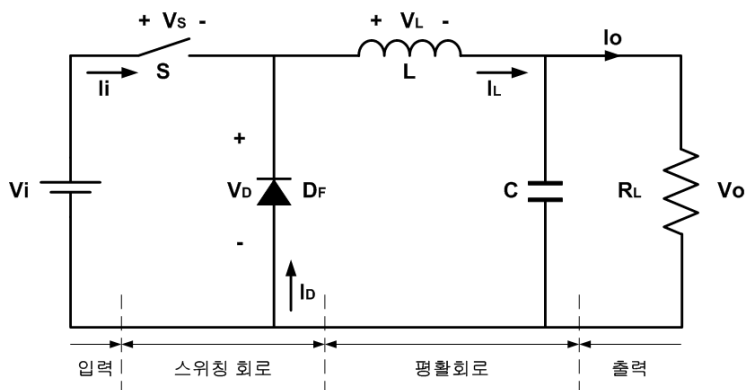 + Vs -
+ VL -
Io
S
L
Ii
IL
+
Vi
VD
DF
C
RL
Vo
-
ID
입력
스위칭 회로
평활회로
출력